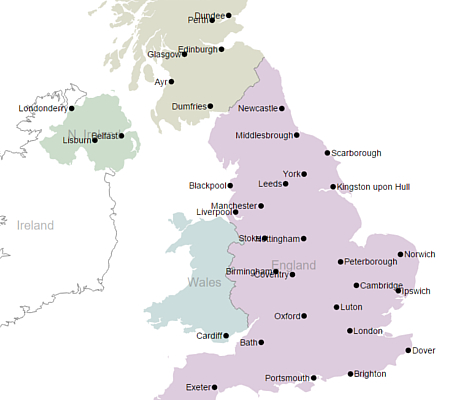 Dundee
Perth
Edinburgh
Glasgow
Ayr
Dumfries
Londonderry
Newcastle
N. Ireland
Belfast
Lisburn
Middlesbrough
Scarborough
York
Leeds
Blackpool
Kingston upon Hull
Manchester
Liverpool
Ireland
Stoke
Nottingham
Norwich
Peterborough
England
Birmingham
Coventry
Wales
Cambridge
Ipswich
Luton
Oxford
London
Cardiff
Bath
Dover
Brighton
Portsmouth
Exeter